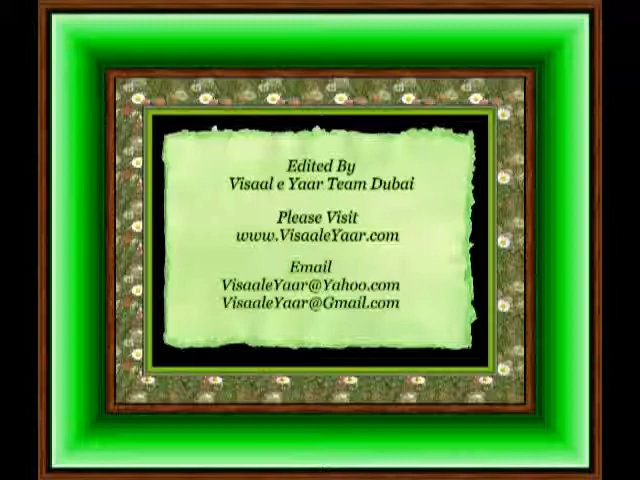 Edited By
Visaal e Yaar Team Dubai
Please Visit
www.VisaaleYaar.com
Email
VisaaleYaar@Yahoo.com
VisaaleYaar@Gmail.com